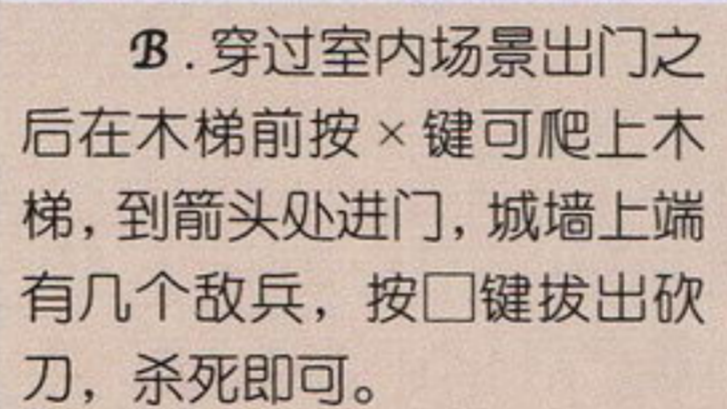 B.穿过室内场景出门之
后在木梯前按×键可爬上木
梯，到箭头处进门，城墙上端
有几个敌兵，按□键拔出砍
刀，杀死即可。